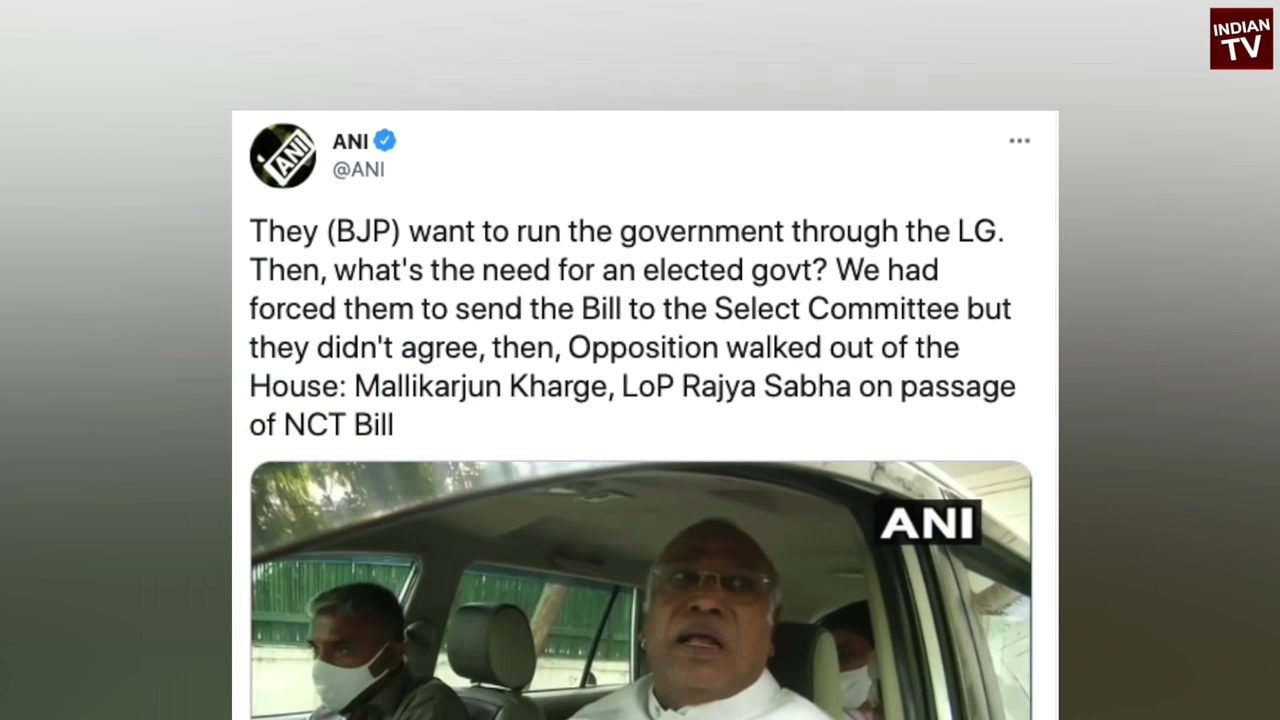 INDIAN
TV
ANI
ANI
@ANI
They (BJP) want to run the government through the LG.
Then, what's the need for an elected govt? We had
forced them to send the Bill to the Select Committee but
they didn't agree, then, Opposition walked out of the
House: Mallikarjun Kharge, LoP Rajya Sabha on passage
of NCT Bill
ANI